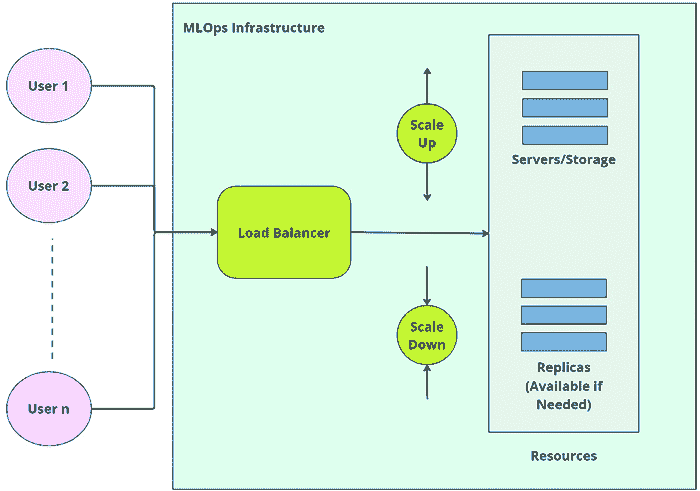 MLOps Infrastructure
User 1
User 2
User n
Load Balancer
Scale
Up
Scale
Down
Servers/Storage
Replicas
(Available if
Needed)
Resources